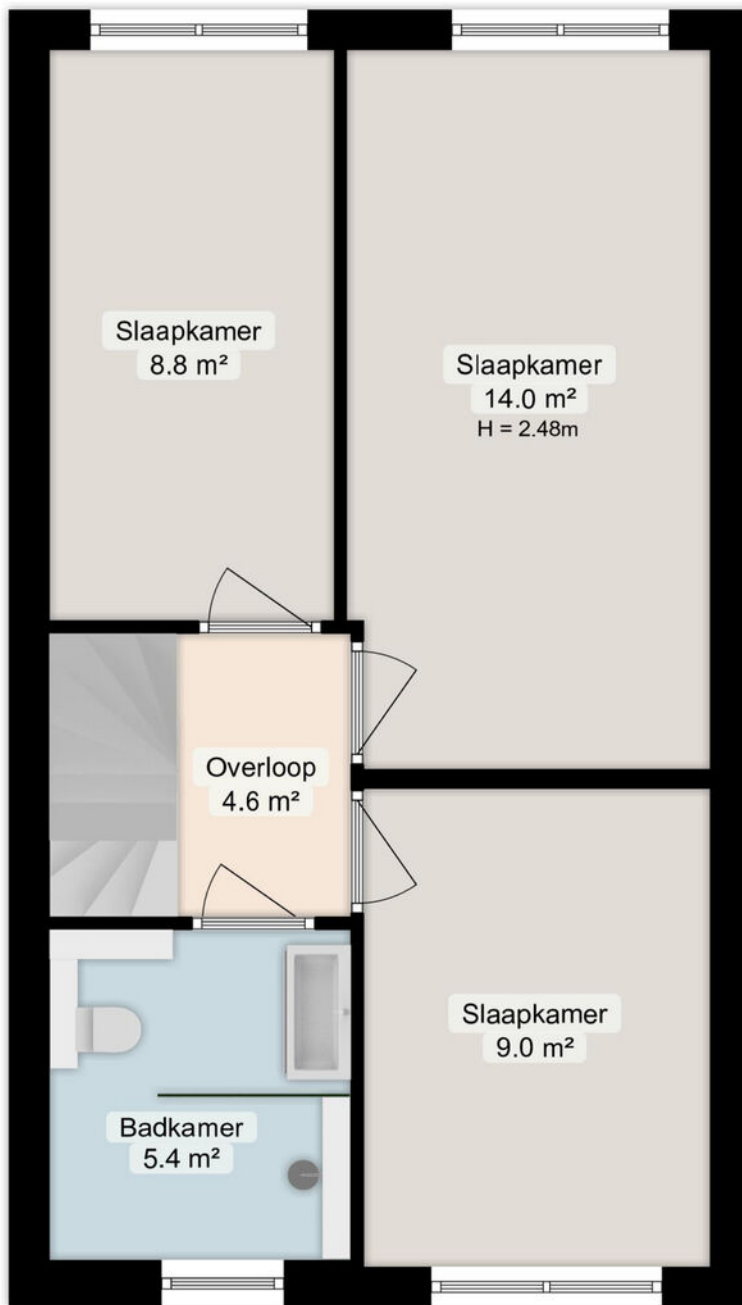 Slaapkamer
8.8 m²
Slaapkamer
14.0 m²
H = 2.48m
Overloop
4.6 m²
Slaapkamer
9.0 m²
Badkamer
5.4 m²